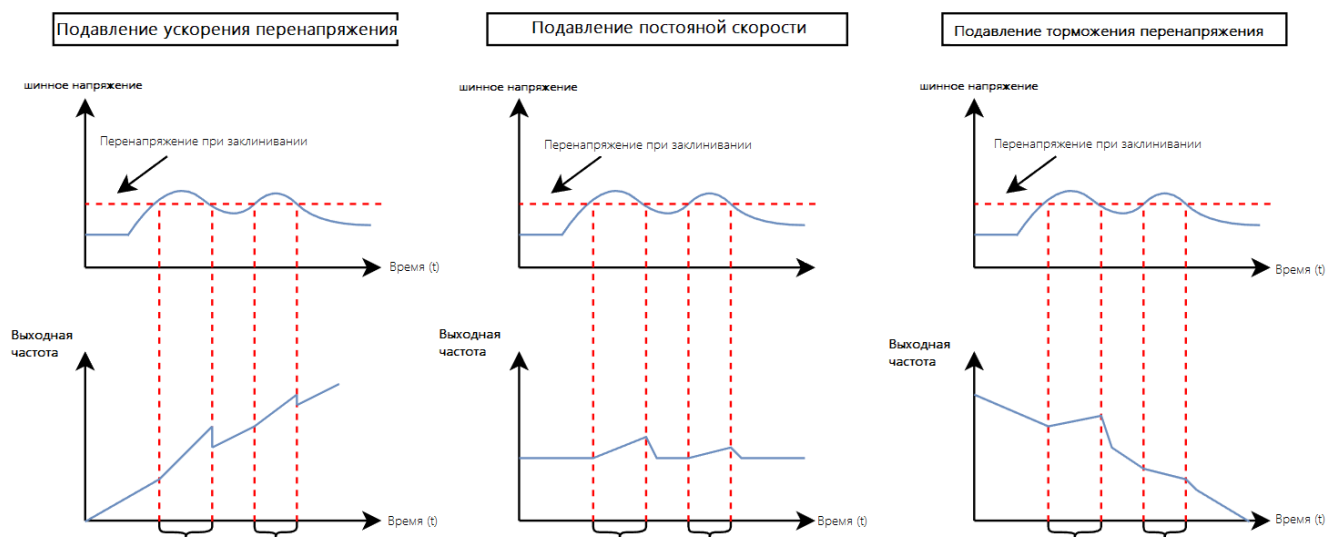 Подавление ускорения перенапряжения
Подавление постояной скорости
Подавление торможения перенапряжения
шинное напряжение
Перенапряжение при заклинивании
Время (t)
шинное напряжение
Перенапряжение при заклинивании
шинное напряжение
Перенапряжение при заклинивании
Время (t)
Выходная
частота
Время (t)
Выходная
частота
Время (t)
Выходная
частота
Время (t)